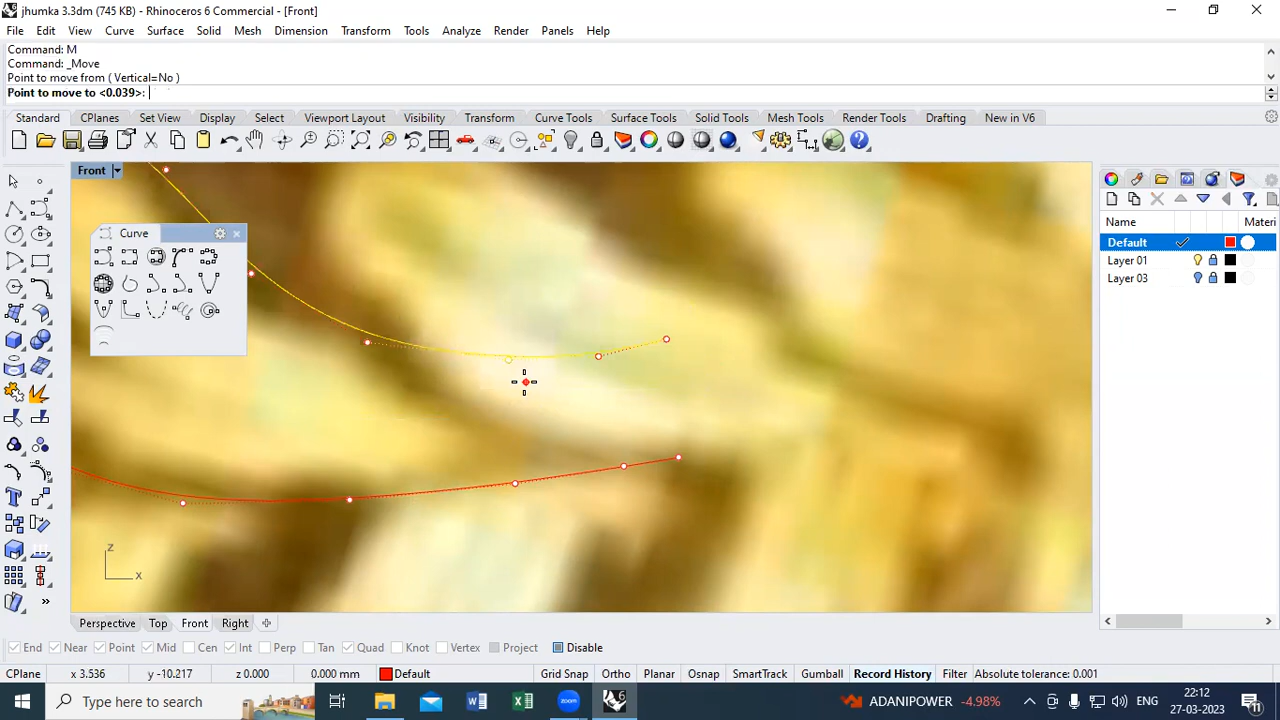 jhumka 3.3dm (745 KB) - Rhinoceros 6 Commercial - [Front]
File Edit View Curve Surface Solid Mesh Dimension Transform Tools Analyze Render Panels Help
Command: M
Command: _Move
Point to move from ( Vertical=No )
Point to move to <0.039>:
Standard CPlanes Set View Display Select Viewport Layout Visibility Transform Curve Tools Surface Tools Solid Tools Mesh Tools Render Tools Drafting New in V6
Front
Curve
Name Materi
Default
Layer 01
Layer 03
z
x
Perspective Top Front Right
End Near Point Mid Cen Int Perp Tan Quad Knot Vertex Project Disable
CPlane x 3.536 y -10.217 z 0.000 0.000 mm Default Grid Snap Ortho Planar Osnap SmartTrack Gumball Record History Filter Absolute tolerance: 0.001
Type here to search
ADANIPOWER -4.98%
ENG
22:12
27-03-2023
11